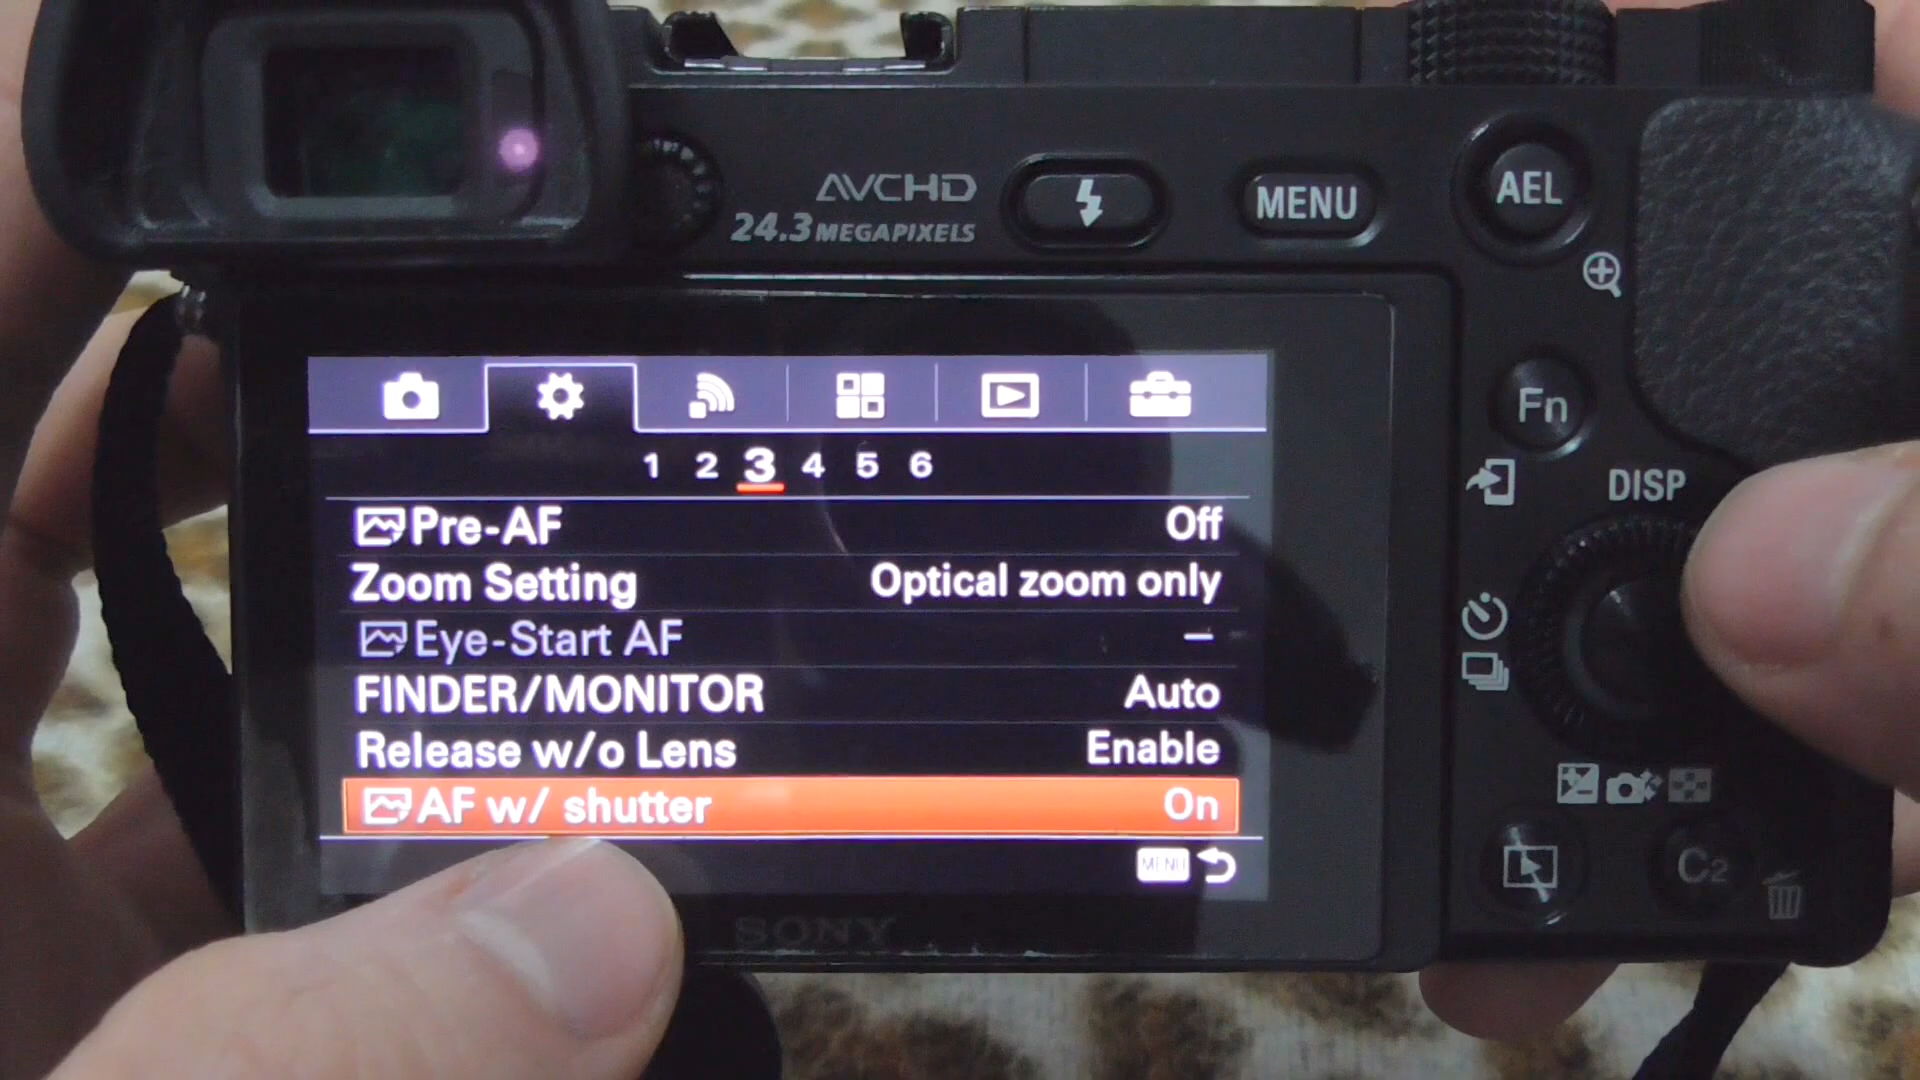 AVCHD
24.3 MEGAPIXELS
MENU
AEL
Fn
DISP
1 2 3 4 5 6
Pre-AF Off
Zoom Setting Optical zoom only
Eye-Start AF –
FINDER/MONITOR Auto
Release w/o Lens Enable
AF w/ shutter On
MENU
C2
SONY